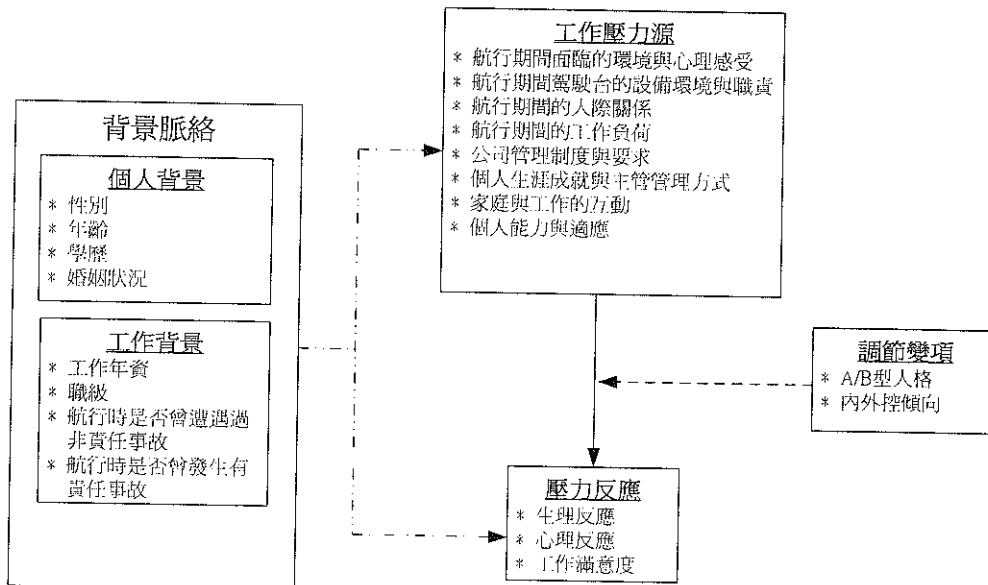 背景脈絡
個人背景
* 性別
* 年齡
* 學歷
* 婚姻狀況
工作背景
* 工作年資
* 職級
* 航行時是否曾遭遇過
非責任事故
* 航行時是否曾發生有
責任事故
工作壓力源
* 航行期間面臨的環境與心理感受
* 航行期間駕駛台的設備環境與職責
* 航行期間的人際關係
* 航行期間的工作負荷
* 公司管理制度與要求
* 個人生涯成就與主管管理方式
* 家庭與工作的互動
* 個人能力與適應
調節變項
* A/B型人格
* 內外控傾向
壓力反應
* 生理反應
* 心理反應
* 工作滿意度